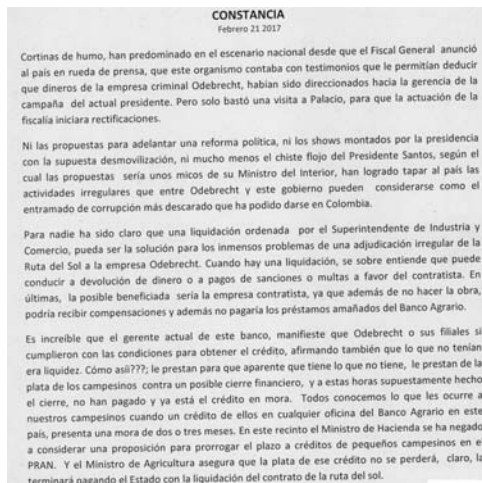 CONSTANCIA
Febrero 21 2017
Cortinas de humo, han predominado en el escenario nacional desde que el Fiscal General anunció
al país en rueda de prensa, que este organismo contaba con testimonios que le permitían deducir
que dineros de la empresa criminal Odebrecht, habían sido direccionados hacia la gerencia de la
campaña del actual presidente. Pero solo bastó una visita a Palacio, para que la actuación de la
fiscalía iniciara rectificaciones.
Ni las propuestas para adelantar una reforma política, ni los shows montados por la presidencia
con la supuesta desmovilización, ni mucho menos el chiste flojo del Presidente Santos, según el
cual las propuestas sería unos micos de su Ministro del Interior, han logrado tapar al país las
actividades irregulares que entre Odebrecht y este gobierno pueden considerarse como el
entramado de corrupción más descarado que ha podido darse en Colombia.
Para nadie ha sido claro que una liquidación ordenada por el Superintendente de Industria y
Comercio, pueda ser la solución para los inmensos problemas de una adjudicación irregular de la
Ruta del Sol a la empresa Odebrecht. Cuando hay una liquidación, se sobre entiende que puede
conducir a devolución de dinero o a pagos de sanciones o multas a favor del contratista. En
últimas, la posible beneficiada sería la empresa contratista, ya que además de no hacer la obra,
podría recibir compensaciones y además no pagaría los préstamos amañados del Banco Agrario.
Es increíble que el gerente actual de este banco, manifieste que Odebrecht o sus filiales si
cumplieron con las condiciones para obtener el crédito, afirmando también que lo que no tenían
era liquidez. Cómo asíí???; le prestan para que aparente que tiene lo que no tiene, le prestan de la
plata de los campesinos contra un posible cierre financiero, y a estas horas supuestamente hecho
el cierre, no han pagado y ya está el crédito en mora. Todos conocemos lo que les ocurre a
nuestros campesinos cuando un crédito de ellos en cualquier oficina del Banco Agrario en este
país, presenta una mora de dos o tres meses. En este recinto el Ministro de Hacienda se ha negado
a considerar una proposición para prorrogar el plazo a créditos de pequeños campesinos en e
PRAN. Y el Ministro de Agricultura asegura que la plata de ese crédito no se perderá, claro, la
terminará pagando el Estado con la liquidación del contrato de la ruta del sol.